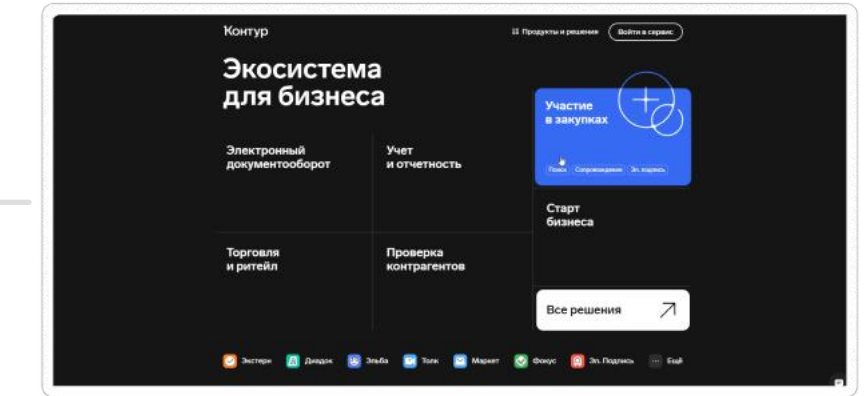 Контур
Продукты и решения
Войти в сервис
Экосистема
для бизнеса
Участие
в закупках
Поиск Сопровождение Эл. подпись
Электронный
документооборот
Учет
и отчетность
Старт
бизнеса
Торговля
и ритейл
Проверка
контрагентов
Все решения
Экстерн Диадок Эльба Толк Маркет Фокус Эл. Подпись Ещё